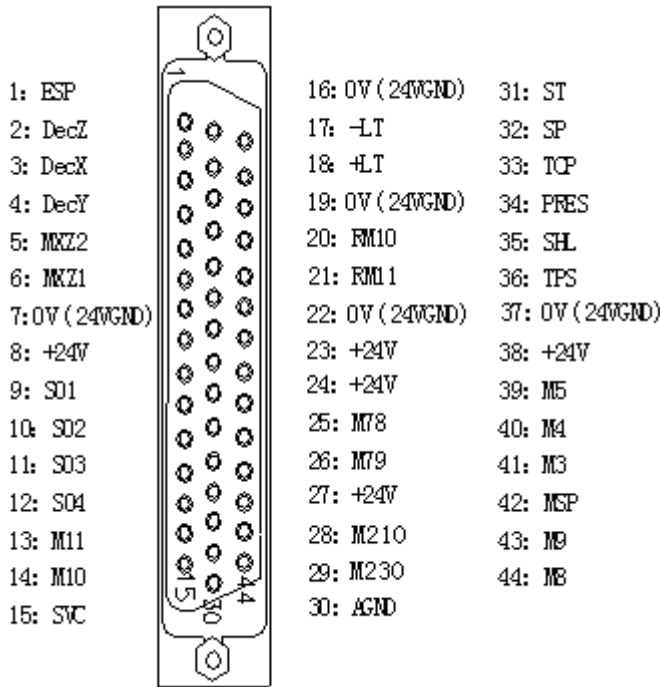 1: ESP
2: DecZ
3: DecX
4: DecY
5: MXZ2
6: MXZ1
7:0V(24VGND)
8: +24V
9: S01
10: S02
11: S03
12: S04
13: M11
14: M10
15: SVC
1
15
30
44
16:0V(24VGND)
17: -LT
18: +LT
19:0V(24VGND)
20: RM10
21: RM11
22:0V(24VGND)
23: +24V
24: +24V
25: M78
26: M79
27: +24V
28: M21O
29: M23O
30: AGND
31: ST
32: SP
33: TCP
34: PRES
35: SHL
36: TPS
37:0V(24VGND)
38: +24V
39: M5
40: M4
41: M3
42: MSP
43: M9
44: M8